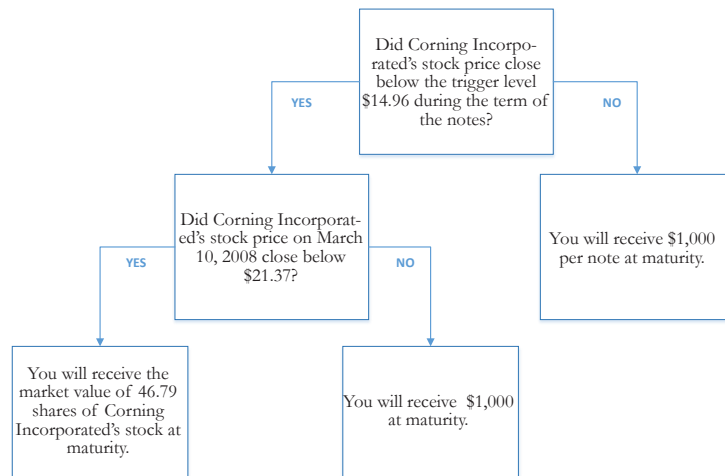 Did Corning Incorpo-
rated's stock price close
below the trigger level
$14.96 during the term of
the notes?
YES
NO
Did Corning Incorporat-
ed's stock price on March
10, 2008 close below
$21.37?
You will receive $1,000
per note at maturity.
YES
NO
You will receive the
market value of 46.79
shares of Corning
Incorporated's stock at
maturity.
You will receive $1,000
at maturity.